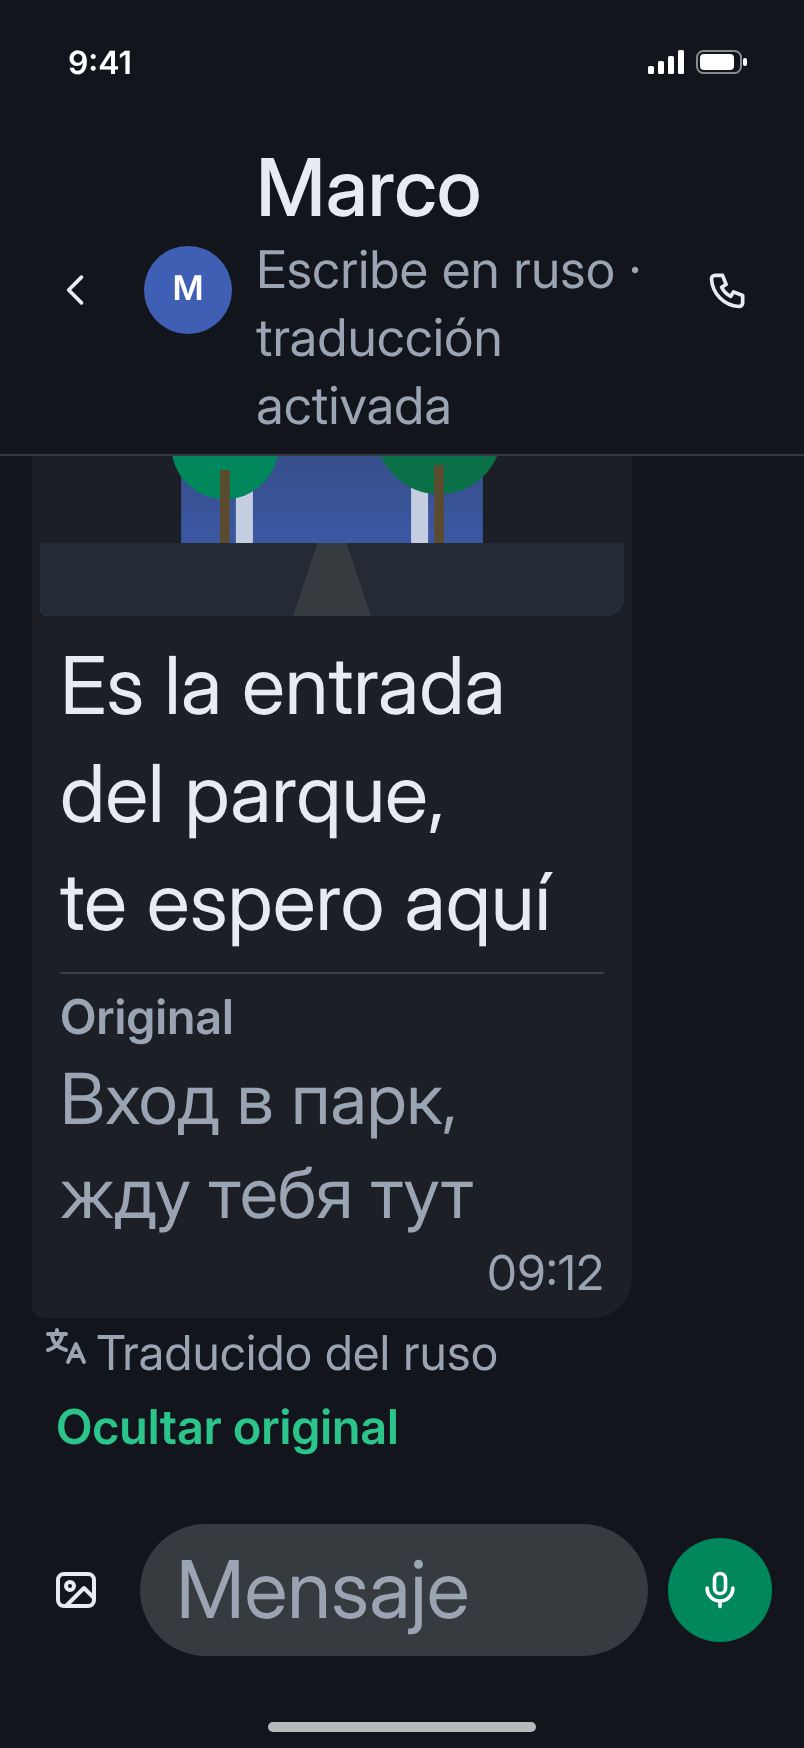 9:41
Marco
M
Escribe en ruso ·
traducción
activada
Es la entrada
del parque,
te espero aquí
Original
Вход в парк,
жду тебя тут
09:12
Traducido del ruso
Ocultar original
Mensaje